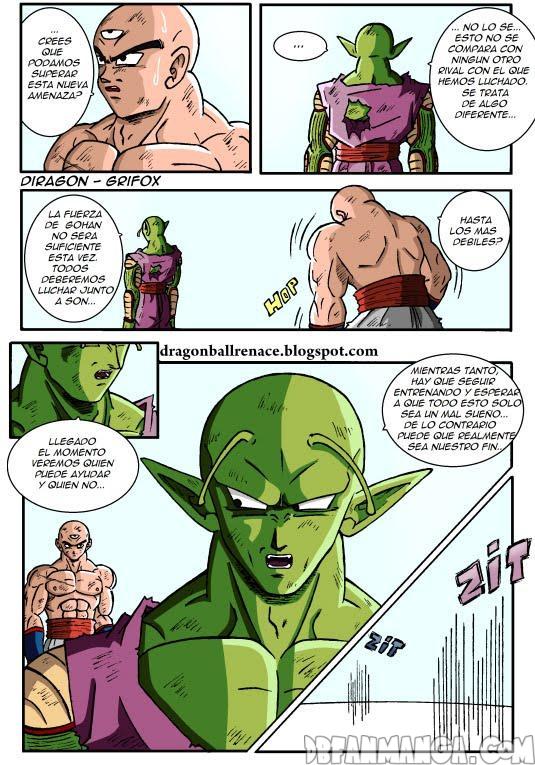 ...
CREES
QUE
PODAMOS
SUPERAR
ESTA NUEVA
AMENAZA?
...
... NO LO SE...
ESTO NO SE
COMPARA CON
NINGUN OTRO
RIVAL CON EL QUE
HEMOS LUCHADO.
SE TRATA
DE ALGO
DIFERENTE...
DIRAGON - GRIFOX
LA FUERZA
DE GOHAN
NO SERA
SUFICIENTE
ESTA VEZ.
TODOS
DEBEREMOS
LUCHAR JUNTO
A SON...
HASTA
LOS MAS
DEBILES?
HOP
dragonballrenace.blogspot.com
MIENTRAS TANTO,
HAY QUE SEGUIR
ENTRENANDO Y ESPERAR
A QUE TODO ESTO SOLO
SEA UN MAL SUEÑO...
DE LO CONTRARIO
PUEDE QUE REALMENTE
SEA NUESTRO FIN..
LLEGADO
EL MOMENTO
VEREMOS QUIEN
PUEDE AYUDAR
Y QUIEN NO...
ZIT
ZIT
DBFANMANGA.COM